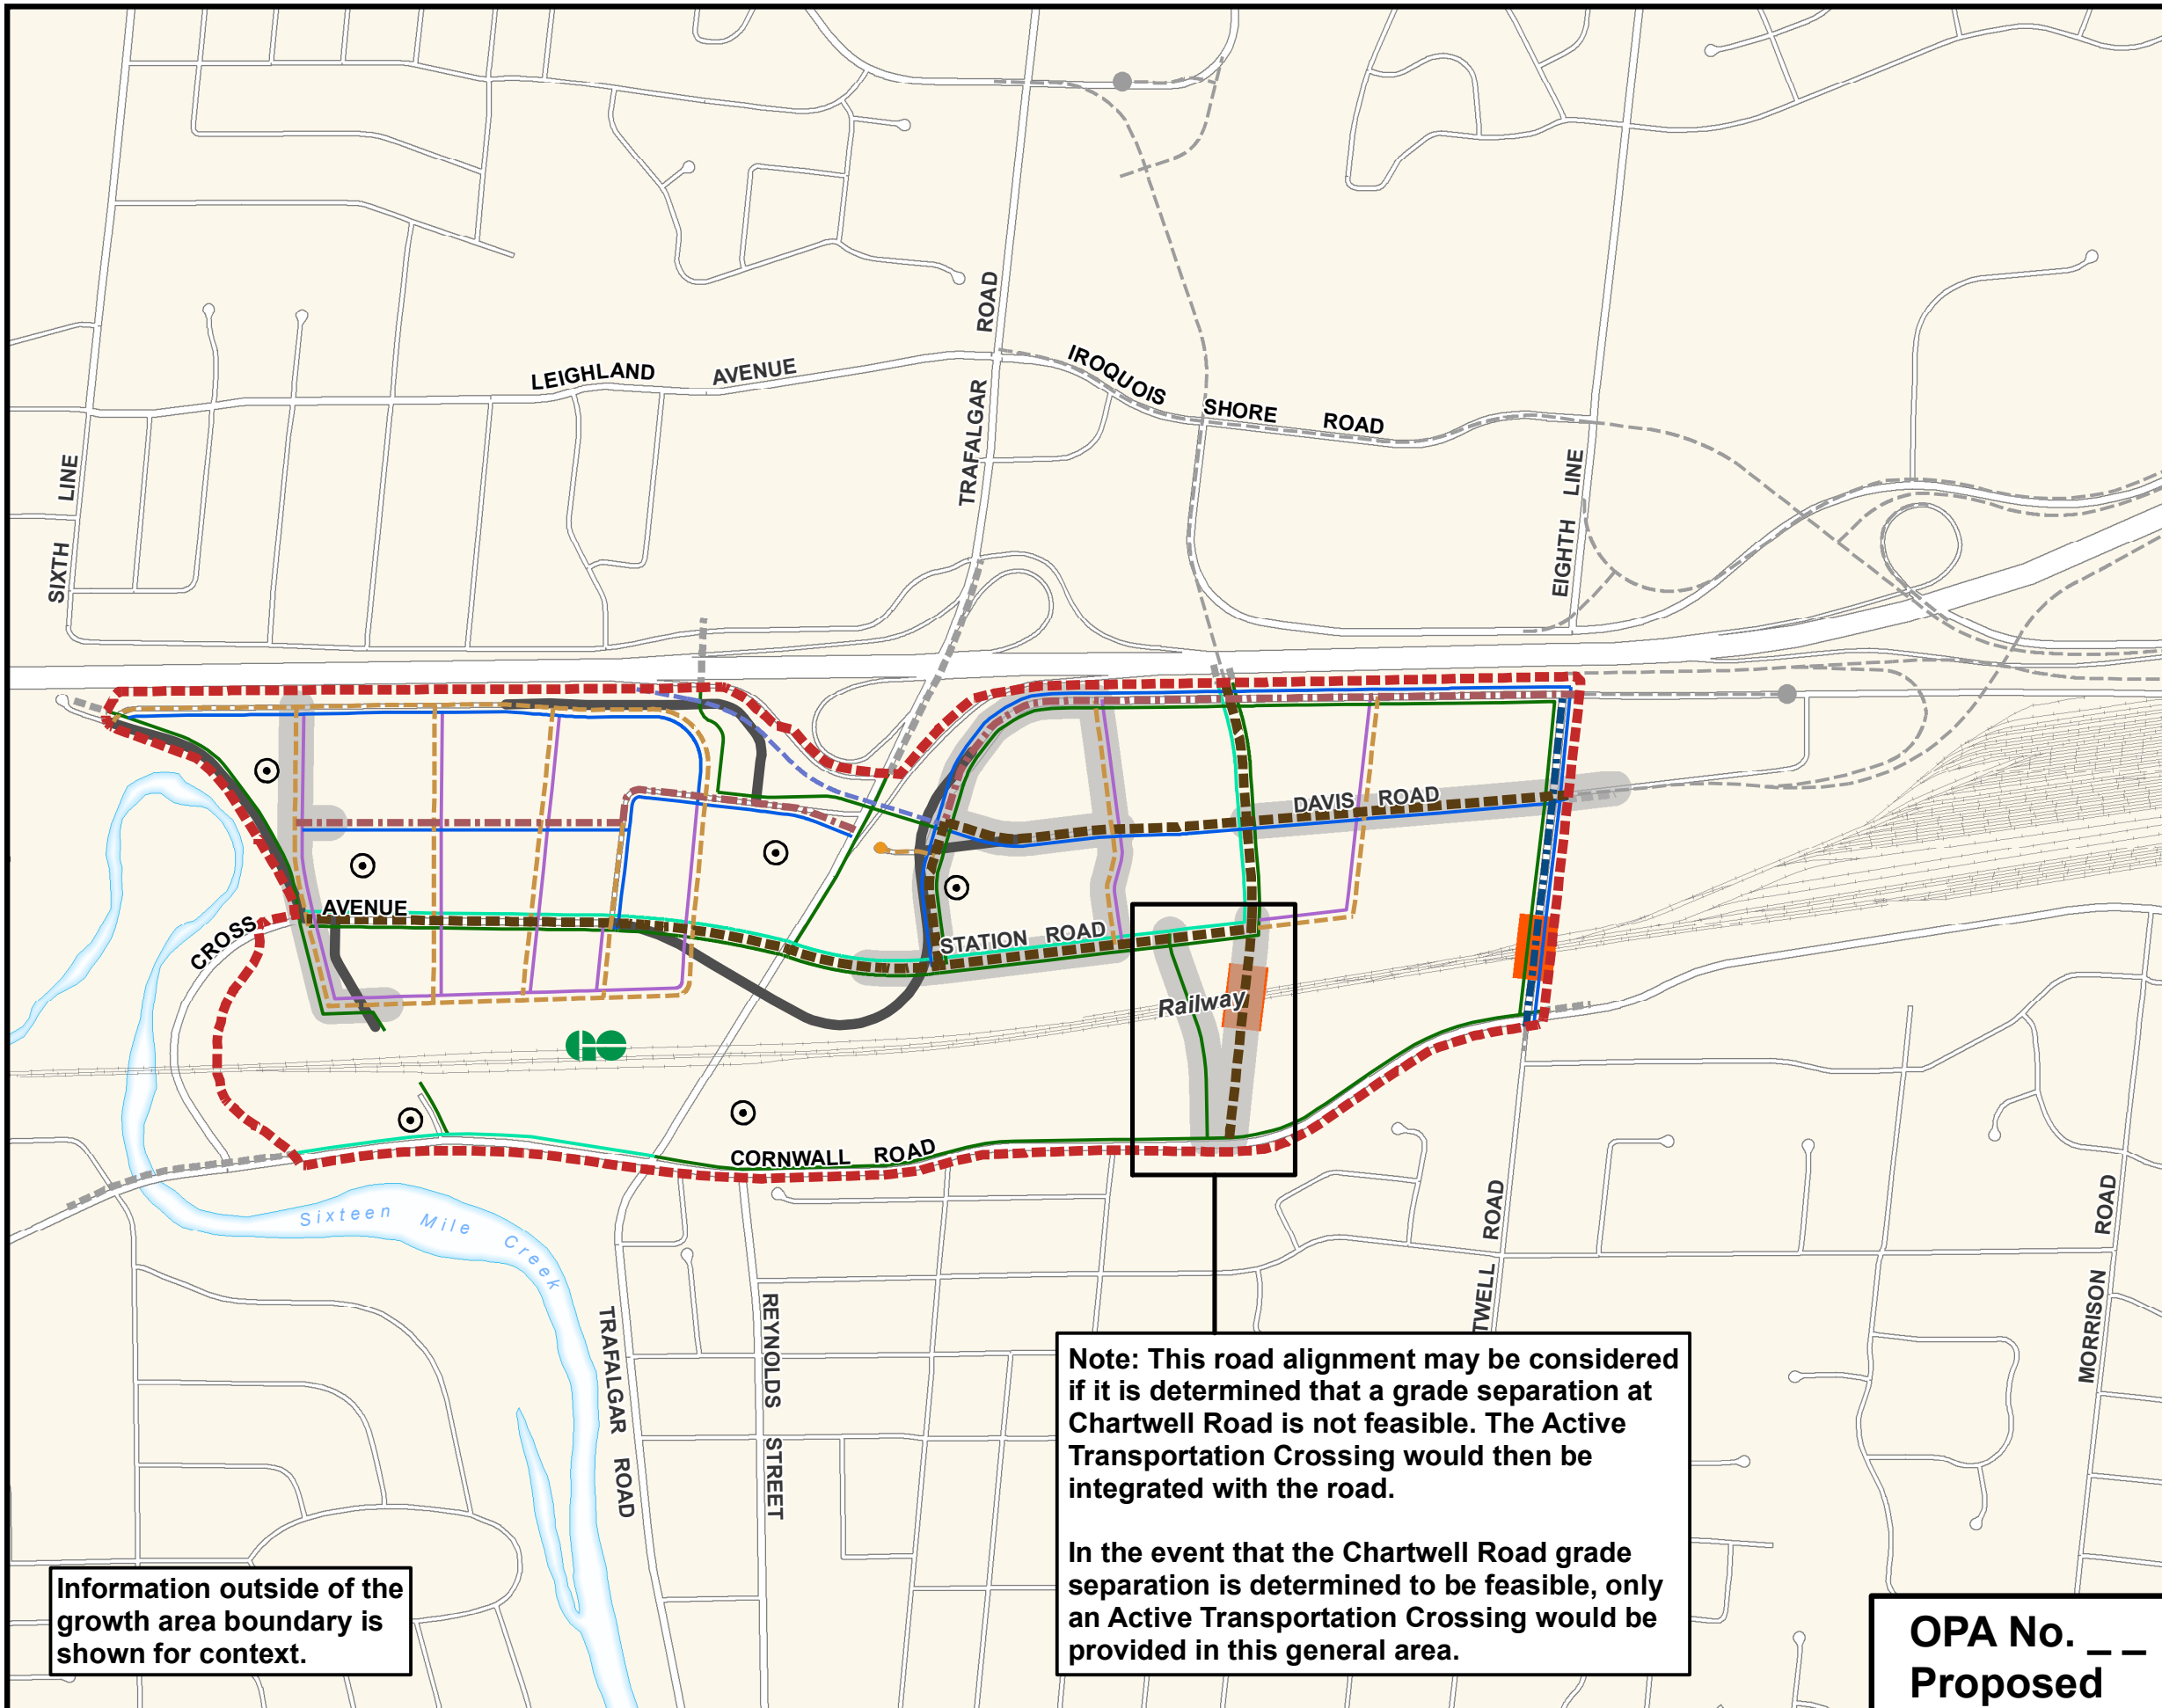 TRAFALGAR ROAD
LEIGHLAND AVENUE
IROQUOIS SHORE ROAD
SIXTH LINE
EIGHTH LINE
DAVIS ROAD
CROSS AVENUE
STATION ROAD
Railway
GO
CORNWALL ROAD
Sixteen Mile Creek
TRAFALGAR ROAD
REYNOLDS STREET
TWELL ROAD
MORRISON ROAD
Note: This road alignment may be considered
if it is determined that a grade separation at
Chartwell Road is not feasible. The Active
Transportation Crossing would then be
integrated with the road.
In the event that the Chartwell Road grade
separation is determined to be feasible, only
an Active Transportation Crossing would be
provided in this general area.
Information outside of the
growth area boundary is
shown for context.
OPA No. _ _
Proposed